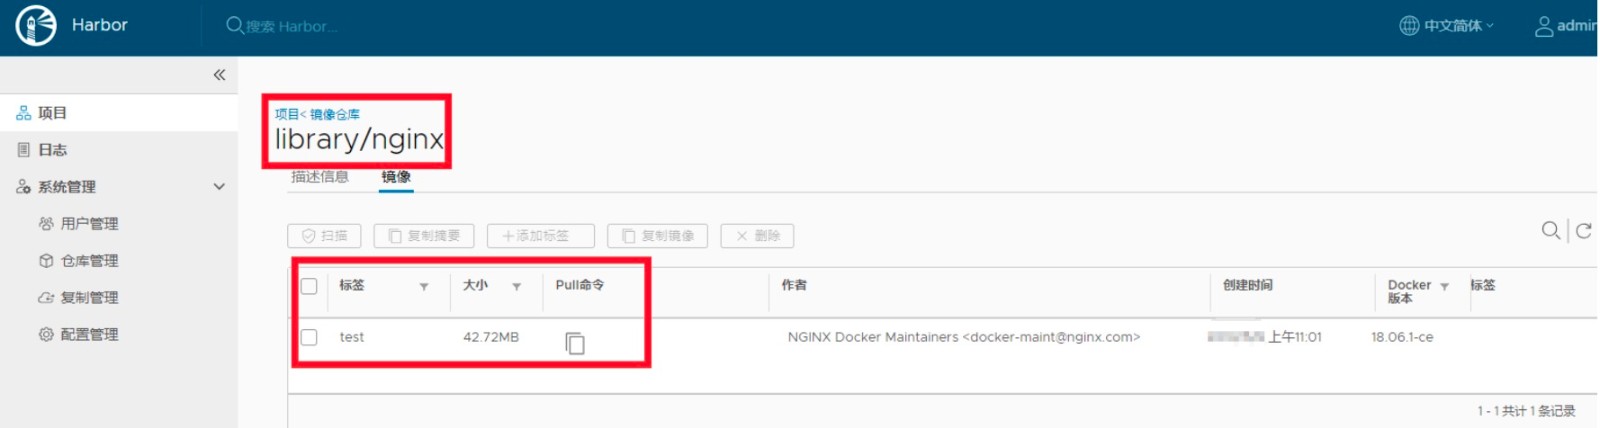 Harbor
搜索 Harbor...
中文简体
admin
项目
日志
系统管理
用户管理
仓库管理
复制管理
配置管理
项目< 镜像仓库
library/nginx
描述信息 镜像
扫描 复制摘要 +添加标签 复制镜像 × 删除
标签 大小 Pull命令 作者 创建时间 Docker 版本 标签
test 42.72MB NGINX Docker Maintainers <docker-maint@nginx.com> 上午11:01 18.06.1-ce
1 - 1 共计 1 条记录